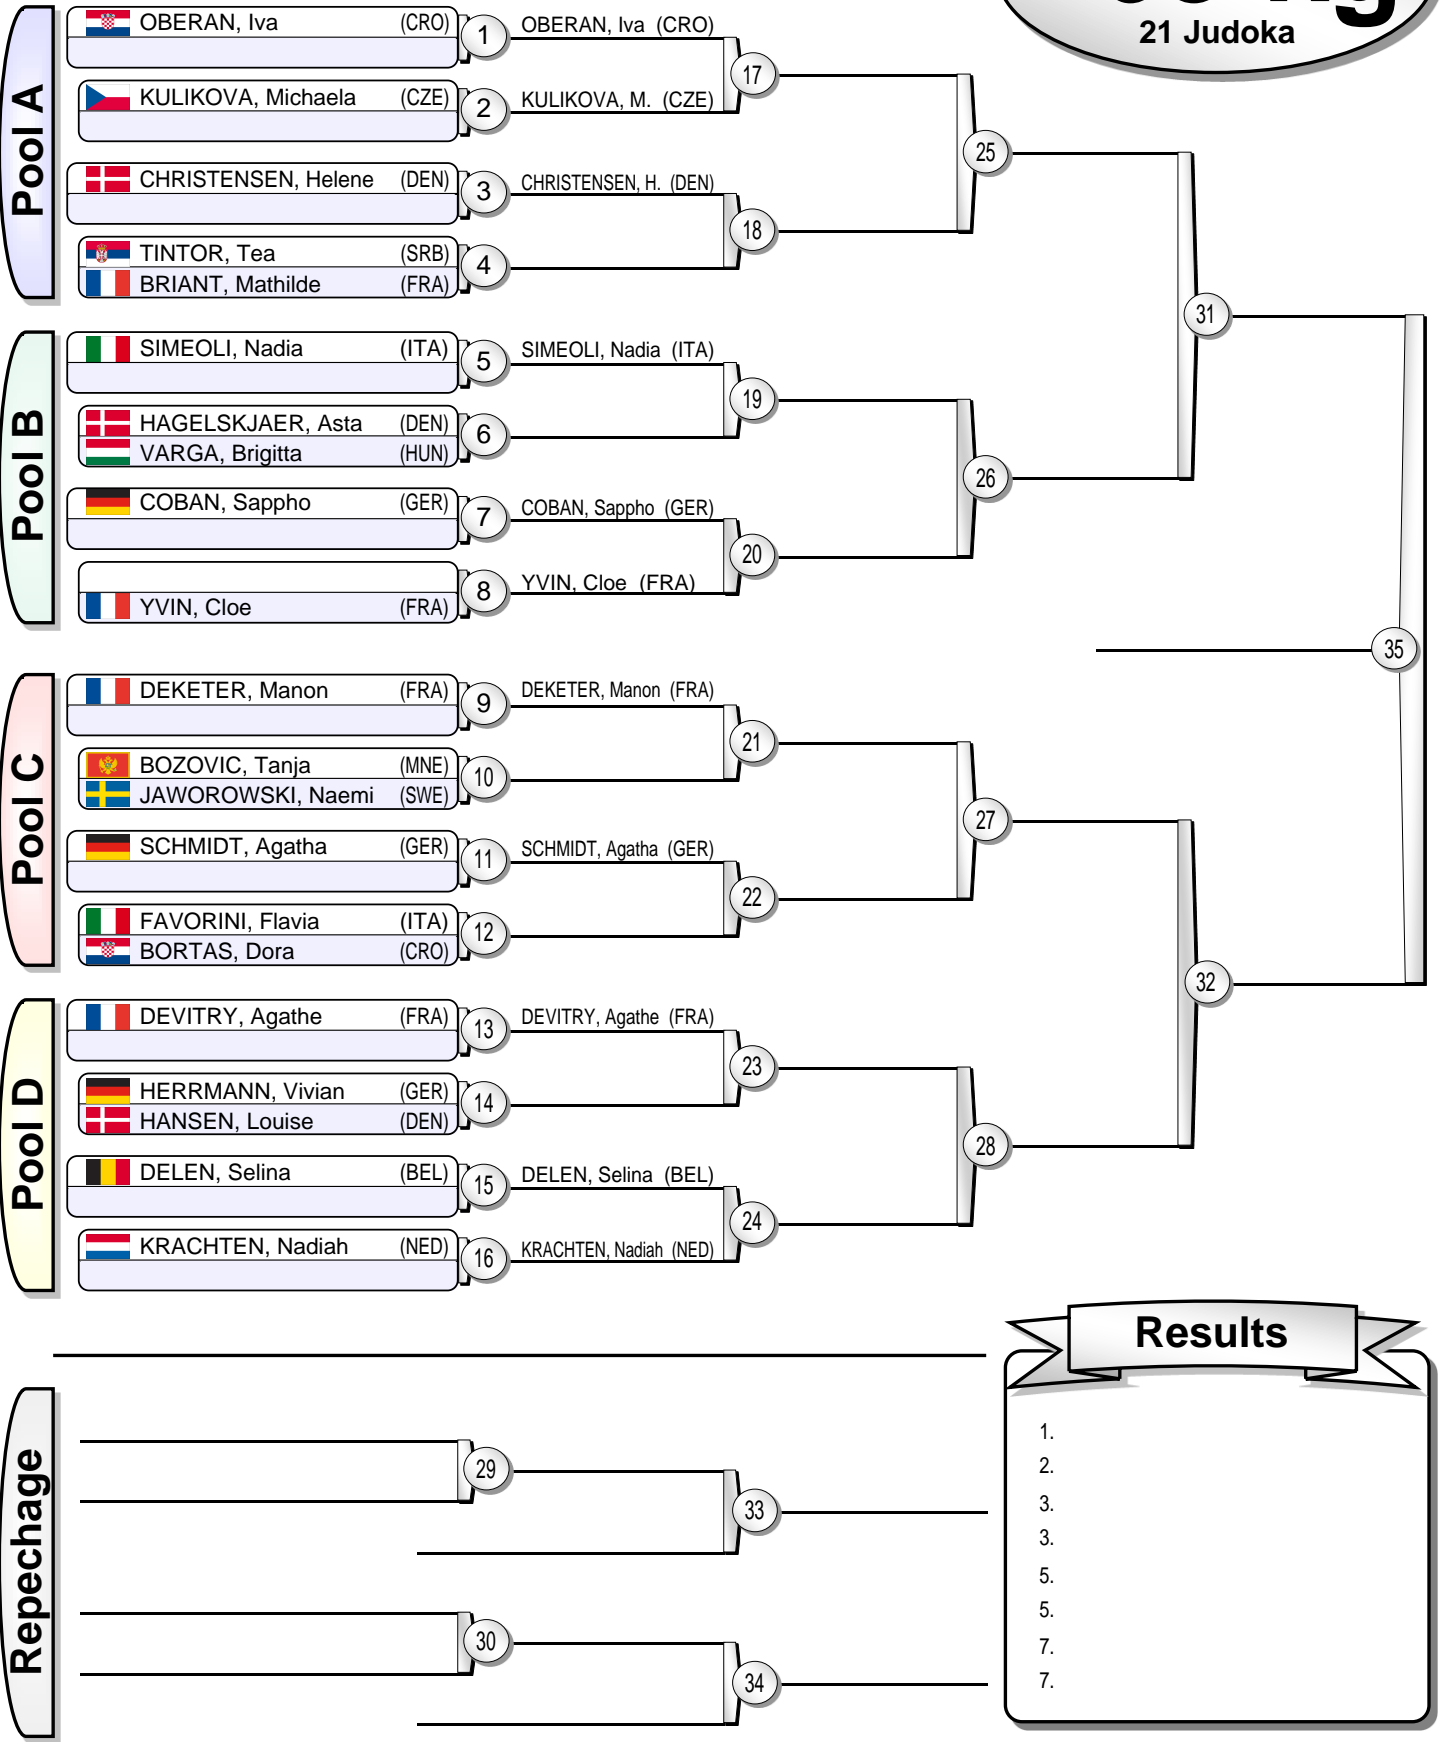 21 Judoka
Pool A
OBERAN, Iva (CRO) 1 OBERAN, Iva (CRO)
17
KULIKOVA, Michaela (CZE) 2 KULIKOVA, M. (CZE)
25
CHRISTENSEN, Helene (DEN) 3 CHRISTENSEN, H. (DEN)
18
TINTOR, Tea (SRB) 4
BRIANT, Mathilde (FRA)
31
Pool B
SIMEOLI, Nadia (ITA) 5 SIMEOLI, Nadia (ITA)
19
HAGELSKJAER, Asta (DEN) 6
VARGA, Brigitta (HUN)
26
COBAN, Sappho (GER) 7 COBAN, Sappho (GER)
20
8 YVIN, Cloe (FRA)
YVIN, Cloe (FRA)
35
Pool C
DEKETER, Manon (FRA) 9 DEKETER, Manon (FRA)
21
BOZOVIC, Tanja (MNE) 10
JAWOROWSKI, Naemi (SWE)
27
SCHMIDT, Agatha (GER) 11 SCHMIDT, Agatha (GER)
22
FAVORINI, Flavia (ITA) 12
BORTAS, Dora (CRO)
32
Pool D
DEVITRY, Agathe (FRA) 13 DEVITRY, Agathe (FRA)
23
HERRMANN, Vivian (GER) 14
HANSEN, Louise (DEN)
28
DELEN, Selina (BEL) 15 DELEN, Selina (BEL)
24
KRACHTEN, Nadiah (NED) 16 KRACHTEN, Nadiah (NED)
Repechage
29
33
30
34
Results
1.
2.
3.
3.
5.
5.
7.
7.